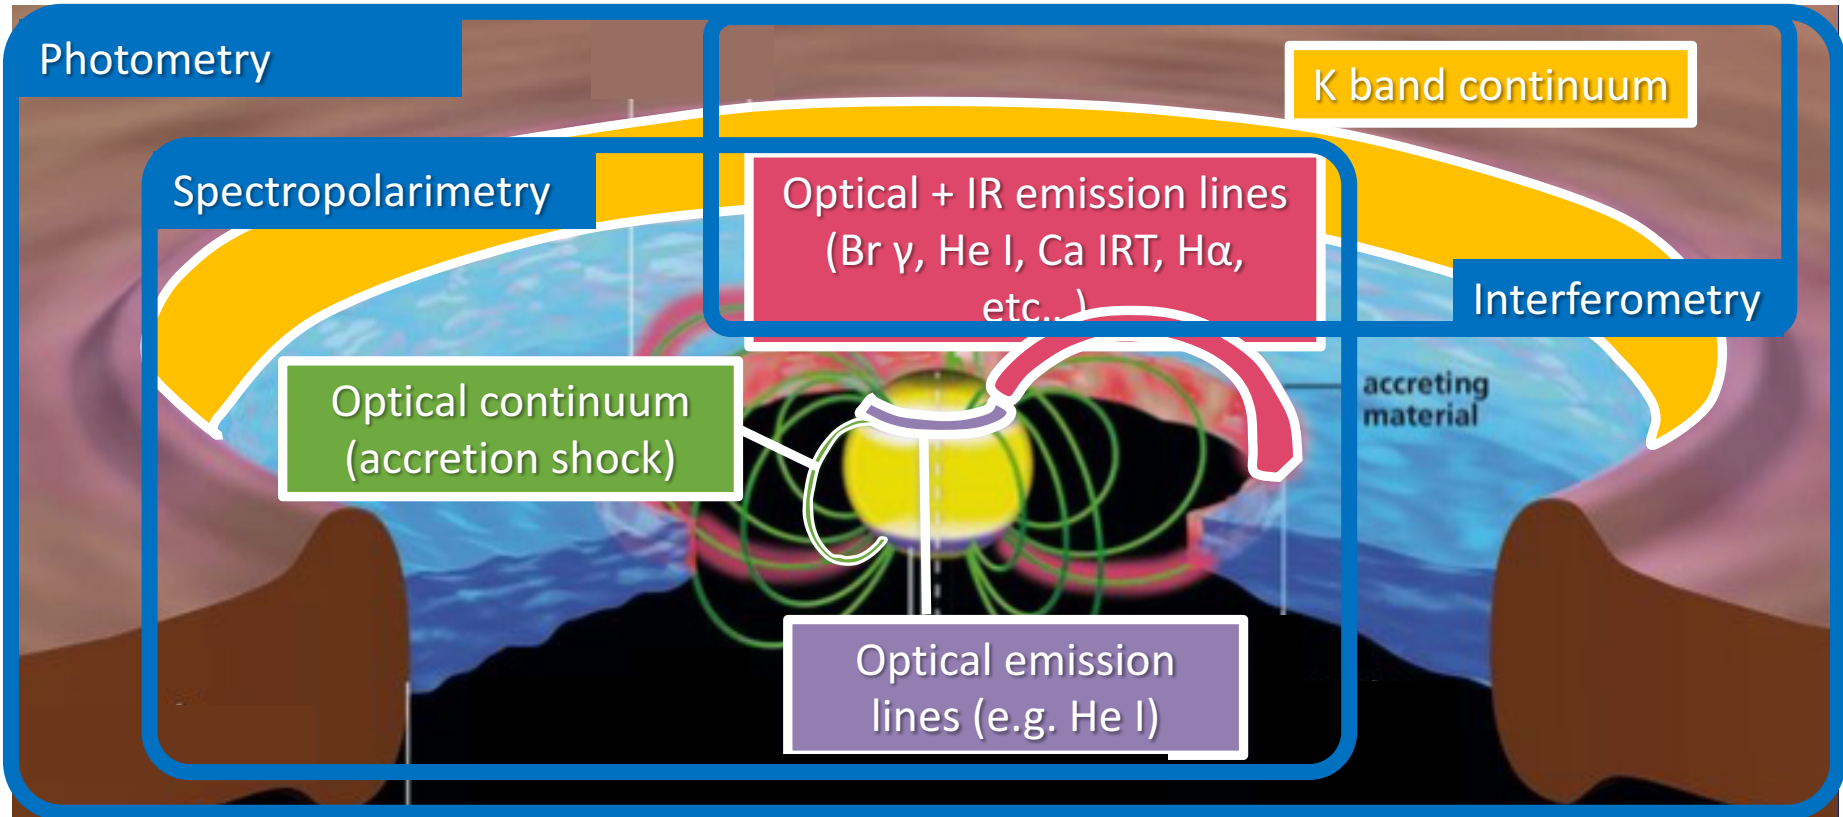 Photometry
K band continuum
Spectropolarimetry
Optical + IR emission lines
(Br γ, He I, Ca IRT, Hα,
etc...)
Interferometry
Optical continuum
(accretion shock)
accreting
material
Optical emission
lines (e.g. He I)